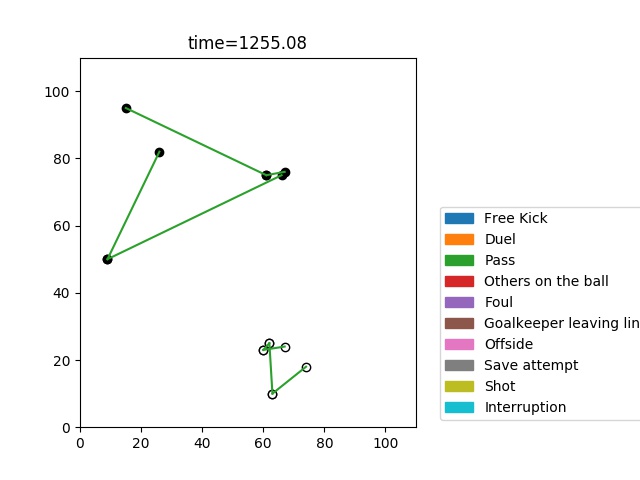 time=1255.08
100
80
60
40
20
0
0 20 40 60 80 100
Free Kick
Duel
Pass
Others on the ball
Foul
Goalkeeper leaving lin
Offside
Save attempt
Shot
Interruption